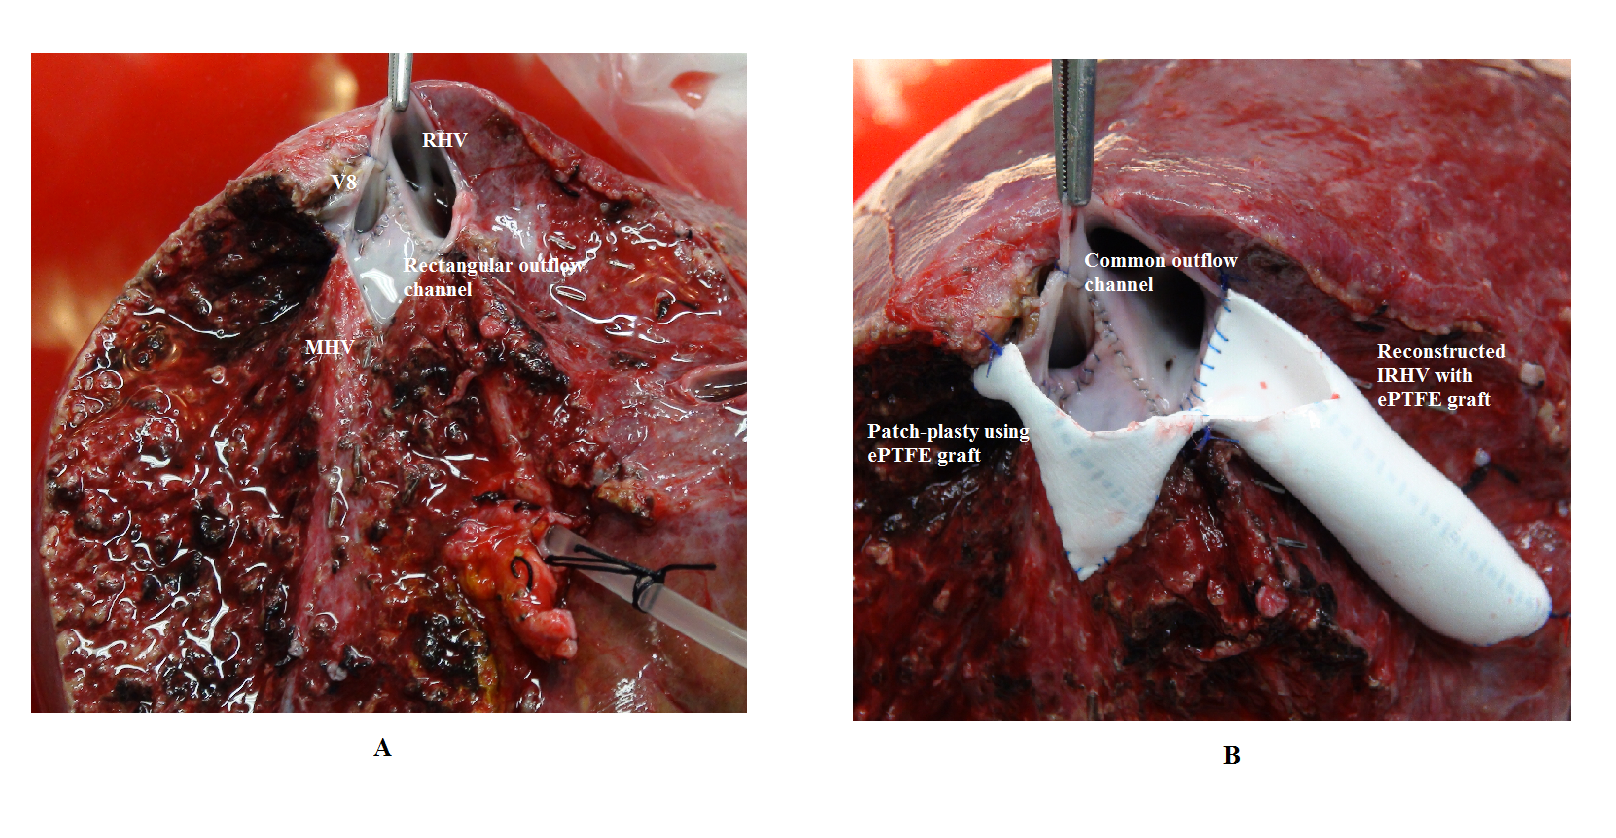 RHV
V8
Rectangular outflow
channel
MHV
A
Common outflow
channel
Reconstructed
IRHV with
ePTFE graft
Patch-plasty using
ePTFE graft
B